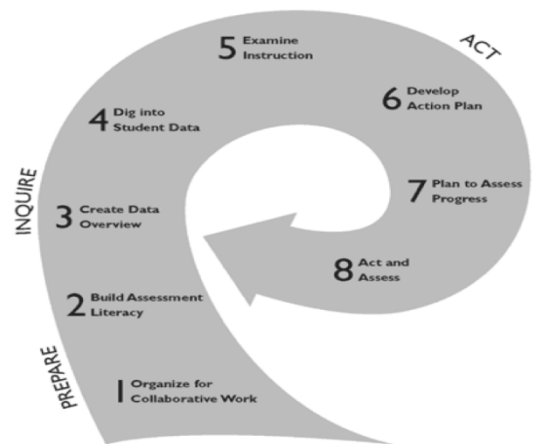 PREPARE
1 Organize for
Collaborative Work
2 Build Assessment
Literacy
INQUIRE
3 Create Data
Overview
4 Dig into
Student Data
5 Examine
Instruction
ACT
6 Develop
Action Plan
7 Plan to Assess
Progress
8 Act and
Assess